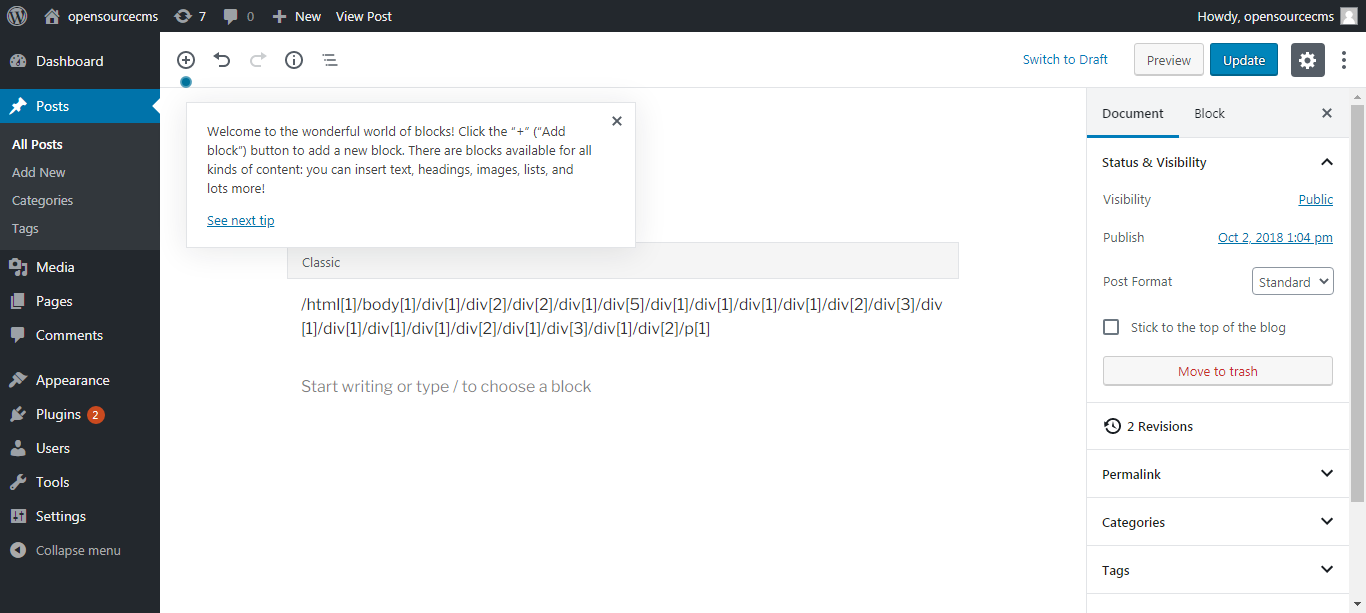 opensourcecms 7 0 New View Post Howdy, opensourcecms
Dashboard
Posts
All Posts
Add New
Categories
Tags
Media
Pages
Comments
Appearance
Plugins 2
Users
Tools
Settings
Collapse menu
Switch to Draft Preview Update
Welcome to the wonderful world of blocks! Click the “+” (“Add
block”) button to add a new block. There are blocks available for all
kinds of content: you can insert text, headings, images, lists, and
lots more!
See next tip
Classic
/html[1]/body[1]/div[1]/div[2]/div[2]/div[1]/div[5]/div[1]/div[1]/div[1]/div[1]/div[2]/div[3]/div
[1]/div[1]/div[1]/div[1]/div[2]/div[1]/div[3]/div[1]/div[2]/p[1]
Start writing or type / to choose a block
Document Block
Status & Visibility
Visibility Public
Publish Oct 2, 2018 1:04 pm
Post Format Standard
Stick to the top of the blog
Move to trash
2 Revisions
Permalink
Categories
Tags